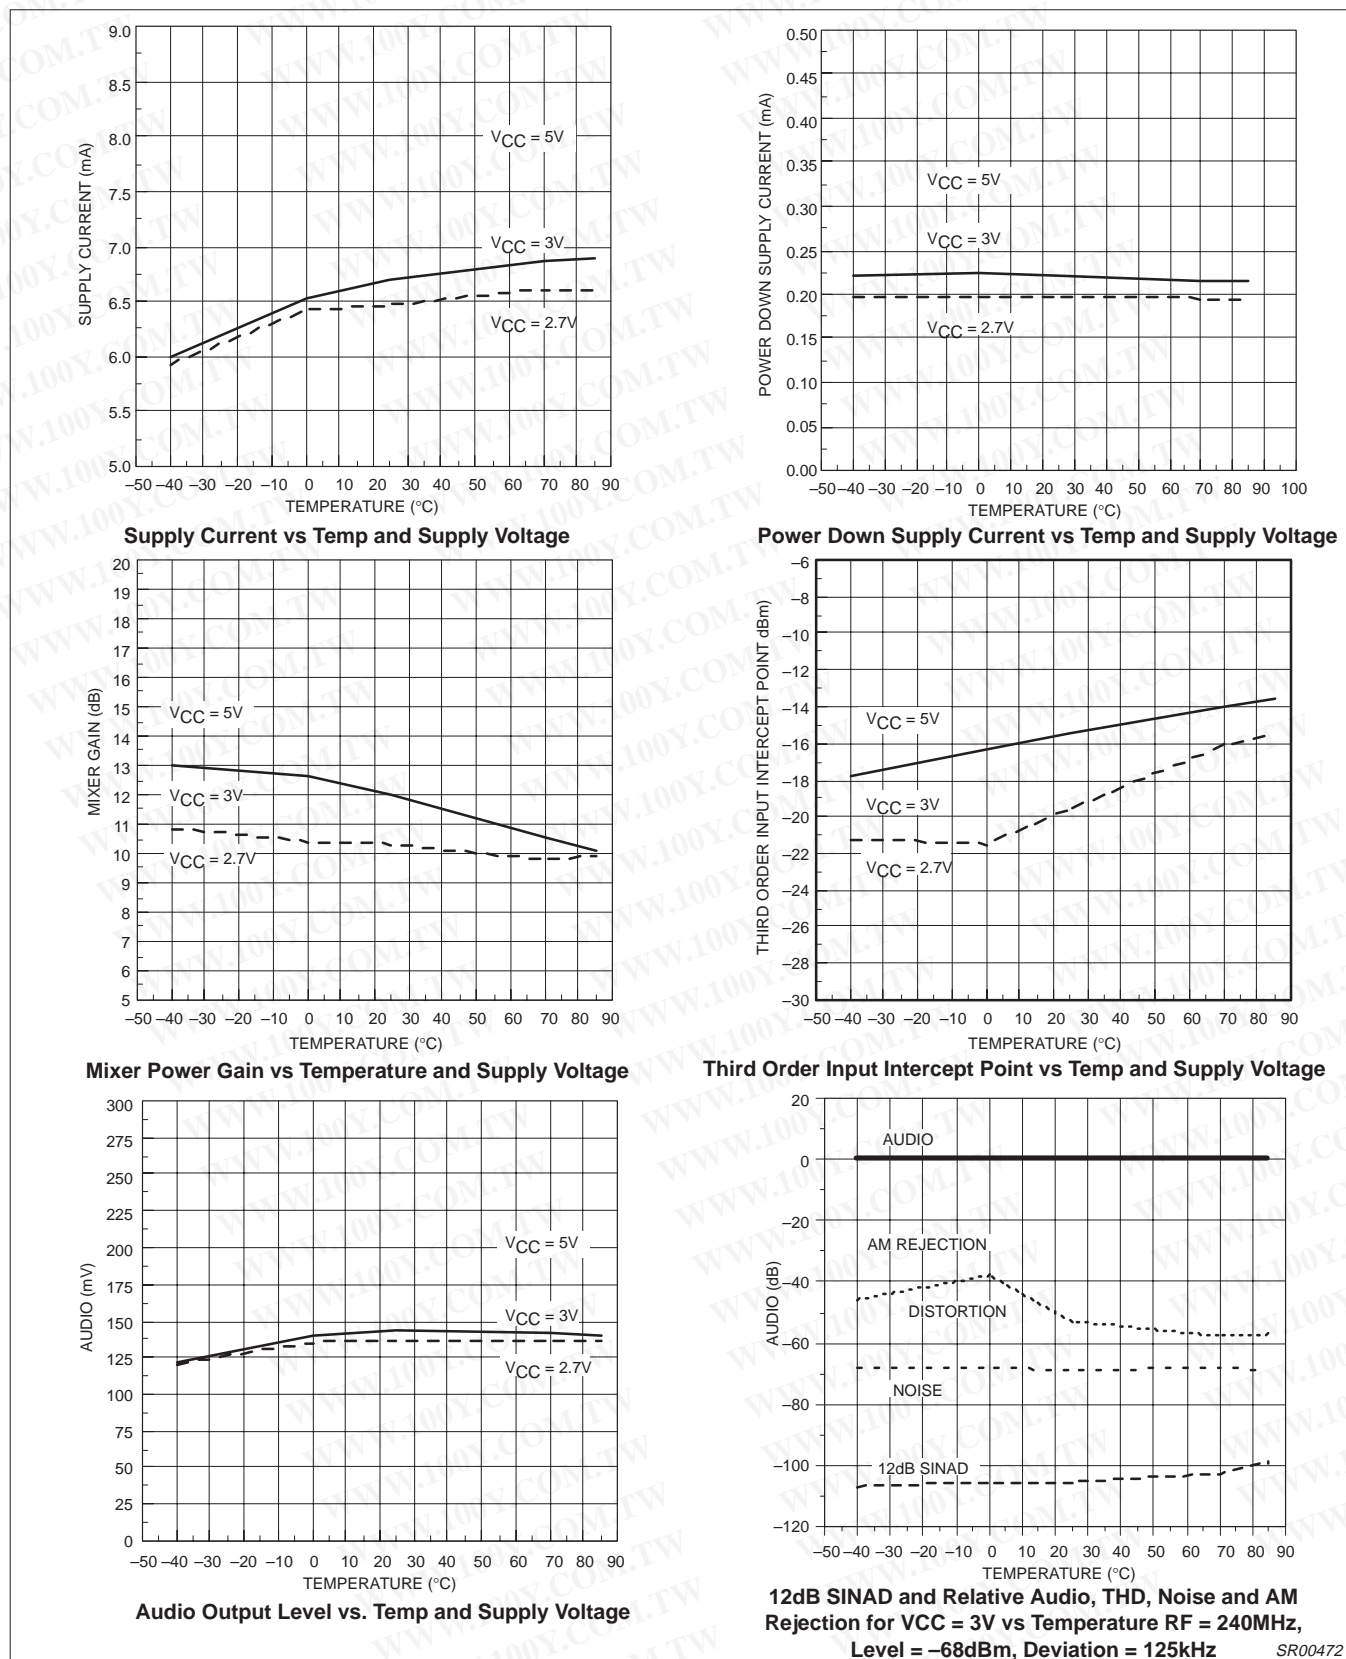 9.0
8.5
8.0
7.5
7.0
6.5
6.0
5.5
5.0
SUPPLY CURRENT (mA)
VCC = 5V
VCC = 3V
VCC = 2.7V
–50 –40 –30 –20 –10 0 10 20 30 40 50 60 70 80 90
TEMPERATURE (°C)
Supply Current vs Temp and Supply Voltage
0.50
0.45
0.40
0.35
0.30
0.25
0.20
0.15
0.10
0.05
0.00
POWER DOWN SUPPLY CURRENT (mA)
VCC = 5V
VCC = 3V
VCC = 2.7V
–50 –40 –30 –20 –10 0 10 20 30 40 50 60 70 80 90 100
TEMPERATURE (°C)
Power Down Supply Current vs Temp and Supply Voltage
20
19
18
17
16
15
14
13
12
11
10
9
8
7
6
5
MIXER GAIN (dB)
VCC = 5V
VCC = 3V
VCC = 2.7V
–50 –40 –30 –20 –10 0 10 20 30 40 50 60 70 80 90
TEMPERATURE (°C)
Mixer Power Gain vs Temperature and Supply Voltage
–6
–8
–10
–12
–14
–16
–18
–20
–22
–24
–26
–28
–30
THIRD ORDER INPUT INTERCEPT POINT dBm)
VCC = 5V
VCC = 3V
VCC = 2.7V
–50 –40 –30 –20 –10 0 10 20 30 40 50 60 70 80 90
TEMPERATURE (°C)
Third Order Input Intercept Point vs Temp and Supply Voltage
300
275
250
225
200
175
150
125
100
75
50
25
0
AUDIO (mV)
VCC = 5V
VCC = 3V
VCC = 2.7V
–50 –40 –30 –20 –10 0 10 20 30 40 50 60 70 80 90
TEMPERATURE (°C)
Audio Output Level vs. Temp and Supply Voltage
20
0
–20
–40
–60
–80
–100
–120
AUDIO (dB)
AUDIO
AM REJECTION
DISTORTION
NOISE
12dB SINAD
–50 –40 –30 –20 –10 0 10 20 30 40 50 60 70 80 90
TEMPERATURE (°C)
12dB SINAD and Relative Audio, THD, Noise and AM
Rejection for VCC = 3V vs Temperature RF = 240MHz,
Level = –68dBm, Deviation = 125kHz
SR00472
WWW.100Y.COM.TW